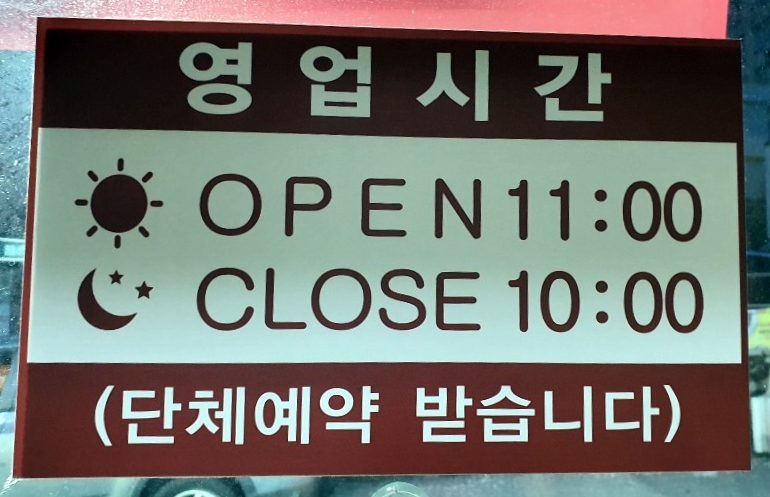 영업시간
OPEN 11:00
CLOSE 10:00
(단체예약 받습니다)